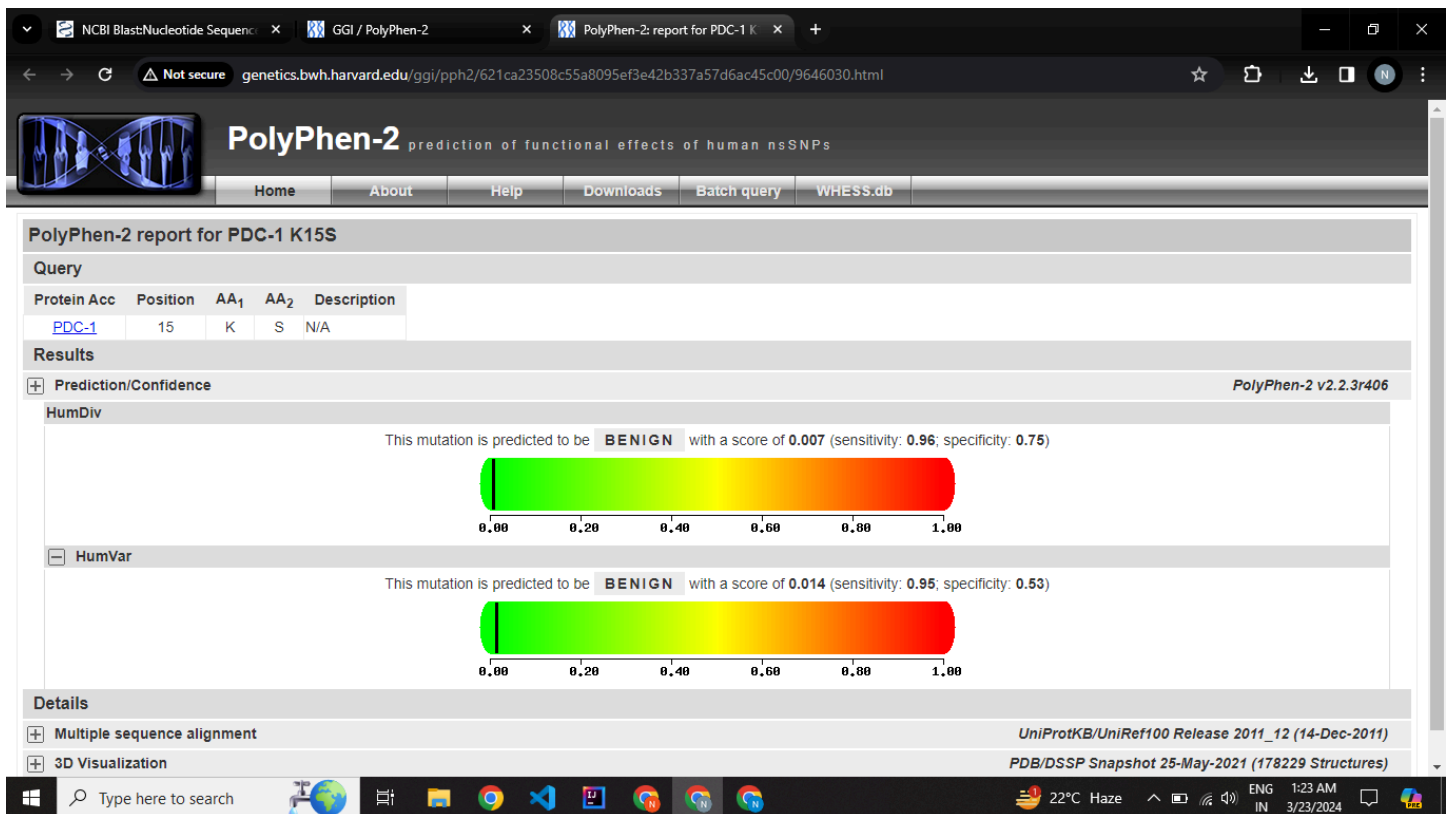 NCBI Blast:Nucleotide Sequence
GGI / PolyPhen-2
PolyPhen-2: report for PDC-1 K
Not secure genetics.bwh.harvard.edu/ggi/pph2/621ca23508c55a8095ef3e42b337a57d6ac45c00/9646030.html
N
PolyPhen-2 prediction of functional effects of human nsSNPs
Home About Help Downloads Batch query WHESS.db
PolyPhen-2 report for PDC-1 K15S
Query
Protein Acc Position AA1 AA2 Description
PDC-1 15 K S N/A
Results
Prediction/Confidence PolyPhen-2 v2.2.3r406
HumDiv
This mutation is predicted to be BENIGN with a score of 0.007 (sensitivity: 0.96; specificity: 0.75)
0.00 0.20 0.40 0.60 0.80 1.00
HumVar
This mutation is predicted to be BENIGN with a score of 0.014 (sensitivity: 0.95; specificity: 0.53)
0.00 0.20 0.40 0.60 0.80 1.00
Details
Multiple sequence alignment UniProtKB/UniRef100 Release 2011_12 (14-Dec-2011)
3D Visualization PDB/DSSP Snapshot 25-May-2021 (178229 Structures)
Type here to search
22°C Haze
ENG
IN
1:23 AM
3/23/2024